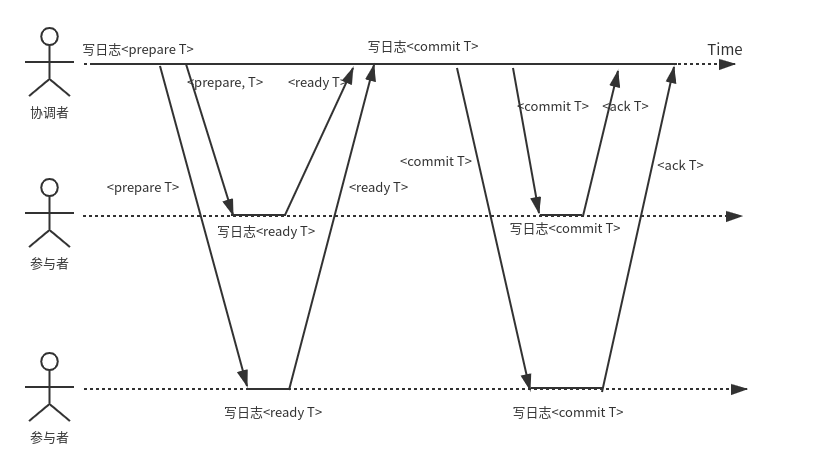 写日志<prepare T>
写日志<commit T>
Time
<prepare, T>
<ready T>
<commit T>
<ack T>
协调者
<commit T>
<ack T>
<prepare T>
<ready T>
写日志<ready T>
写日志<commit T>
参与者
写日志<ready T>
写日志<commit T>
参与者